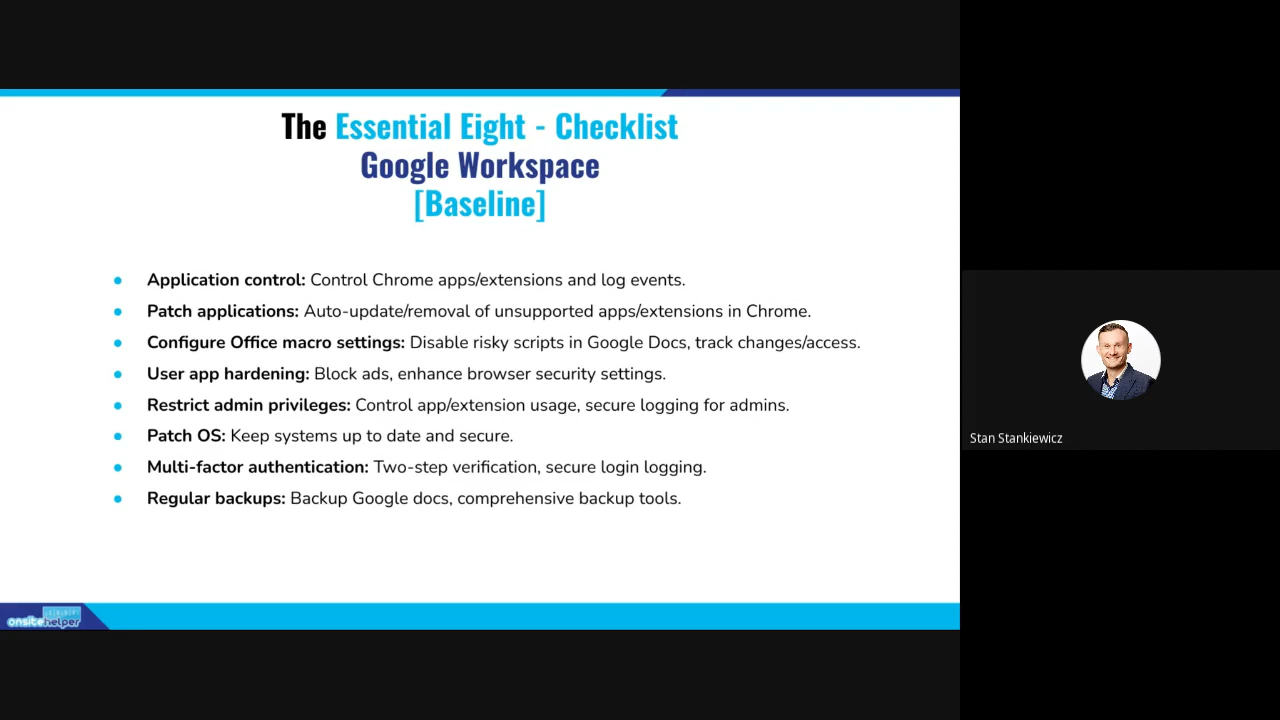 The Essential Eight - Checklist
Google Workspace
[Baseline]
● Application control: Control Chrome apps/extensions and log events.
● Patch applications: Auto-update/removal of unsupported apps/extensions in Chrome.
● Configure Office macro settings: Disable risky scripts in Google Docs, track changes/access.
● User app hardening: Block ads, enhance browser security settings.
● Restrict admin privileges: Control app/extension usage, secure logging for admins.
● Patch OS: Keep systems up to date and secure.
● Multi-factor authentication: Two-step verification, secure login logging.
● Regular backups: Backup Google docs, comprehensive backup tools.
onsitehelper
Stan Stankiewicz